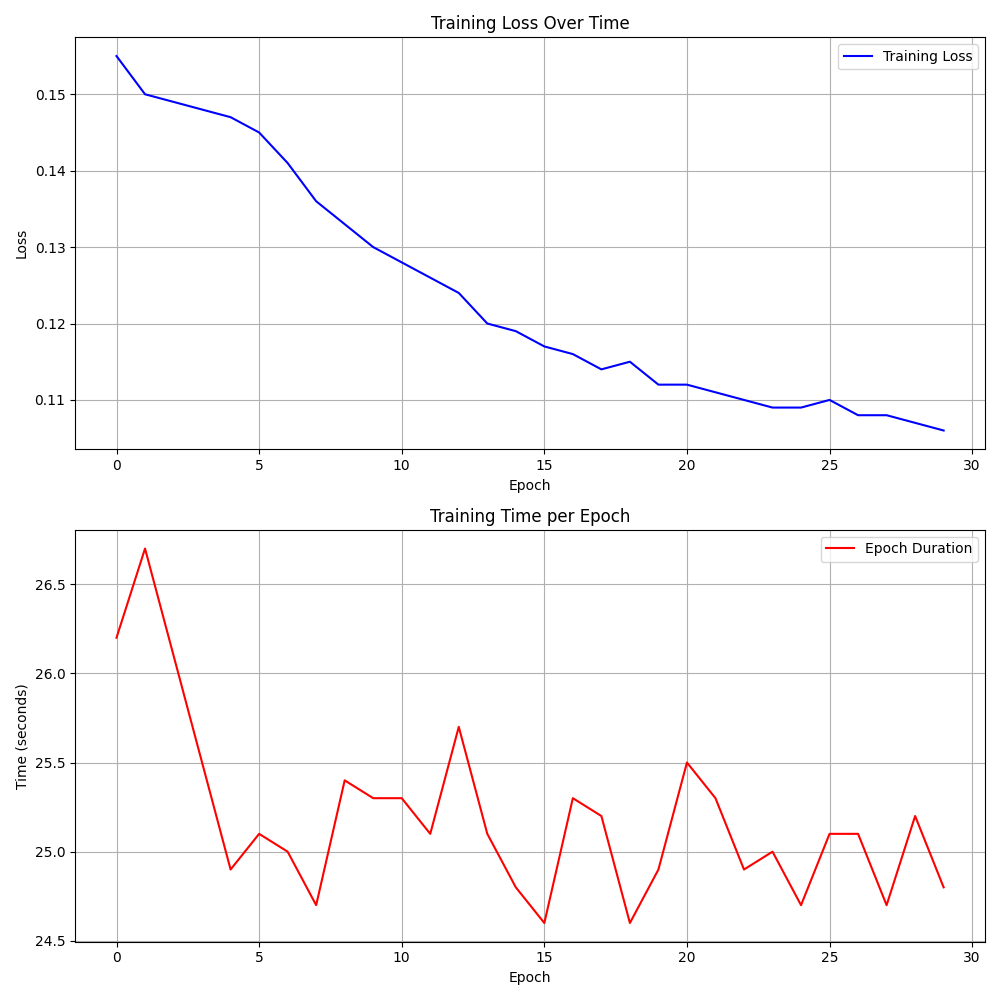 Training Loss Over Time
Training Loss
0.15
0.14
0.13
0.12
0.11
Loss
0 5 10 15 20 25 30
Epoch
Training Time per Epoch
Epoch Duration
26.5
26.0
25.5
25.0
24.5
Time (seconds)
0 5 10 15 20 25 30
Epoch